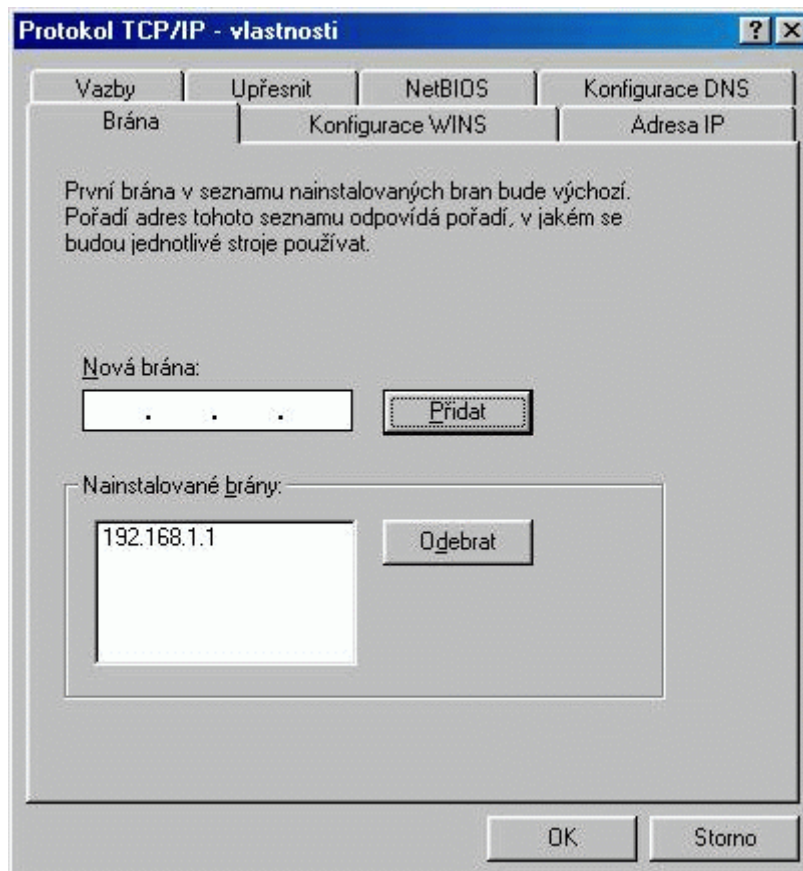 Protokol TCP/IP - vlastnosti
Vazby
Upřesnit
NetBIOS
Konfigurace DNS
Brána
Konfigurace WINS
Adresa IP
První brána v seznamu nainstalovaných bran bude výchozí.
Pořadí adres tohoto seznamu odpovídá pořadí, v jakém se
budou jednotlivé stroje používat.
Nová brána:
. . .
Přidat
Nainstalované brány:
192.168.1.1
Odebrat
OK
Storno